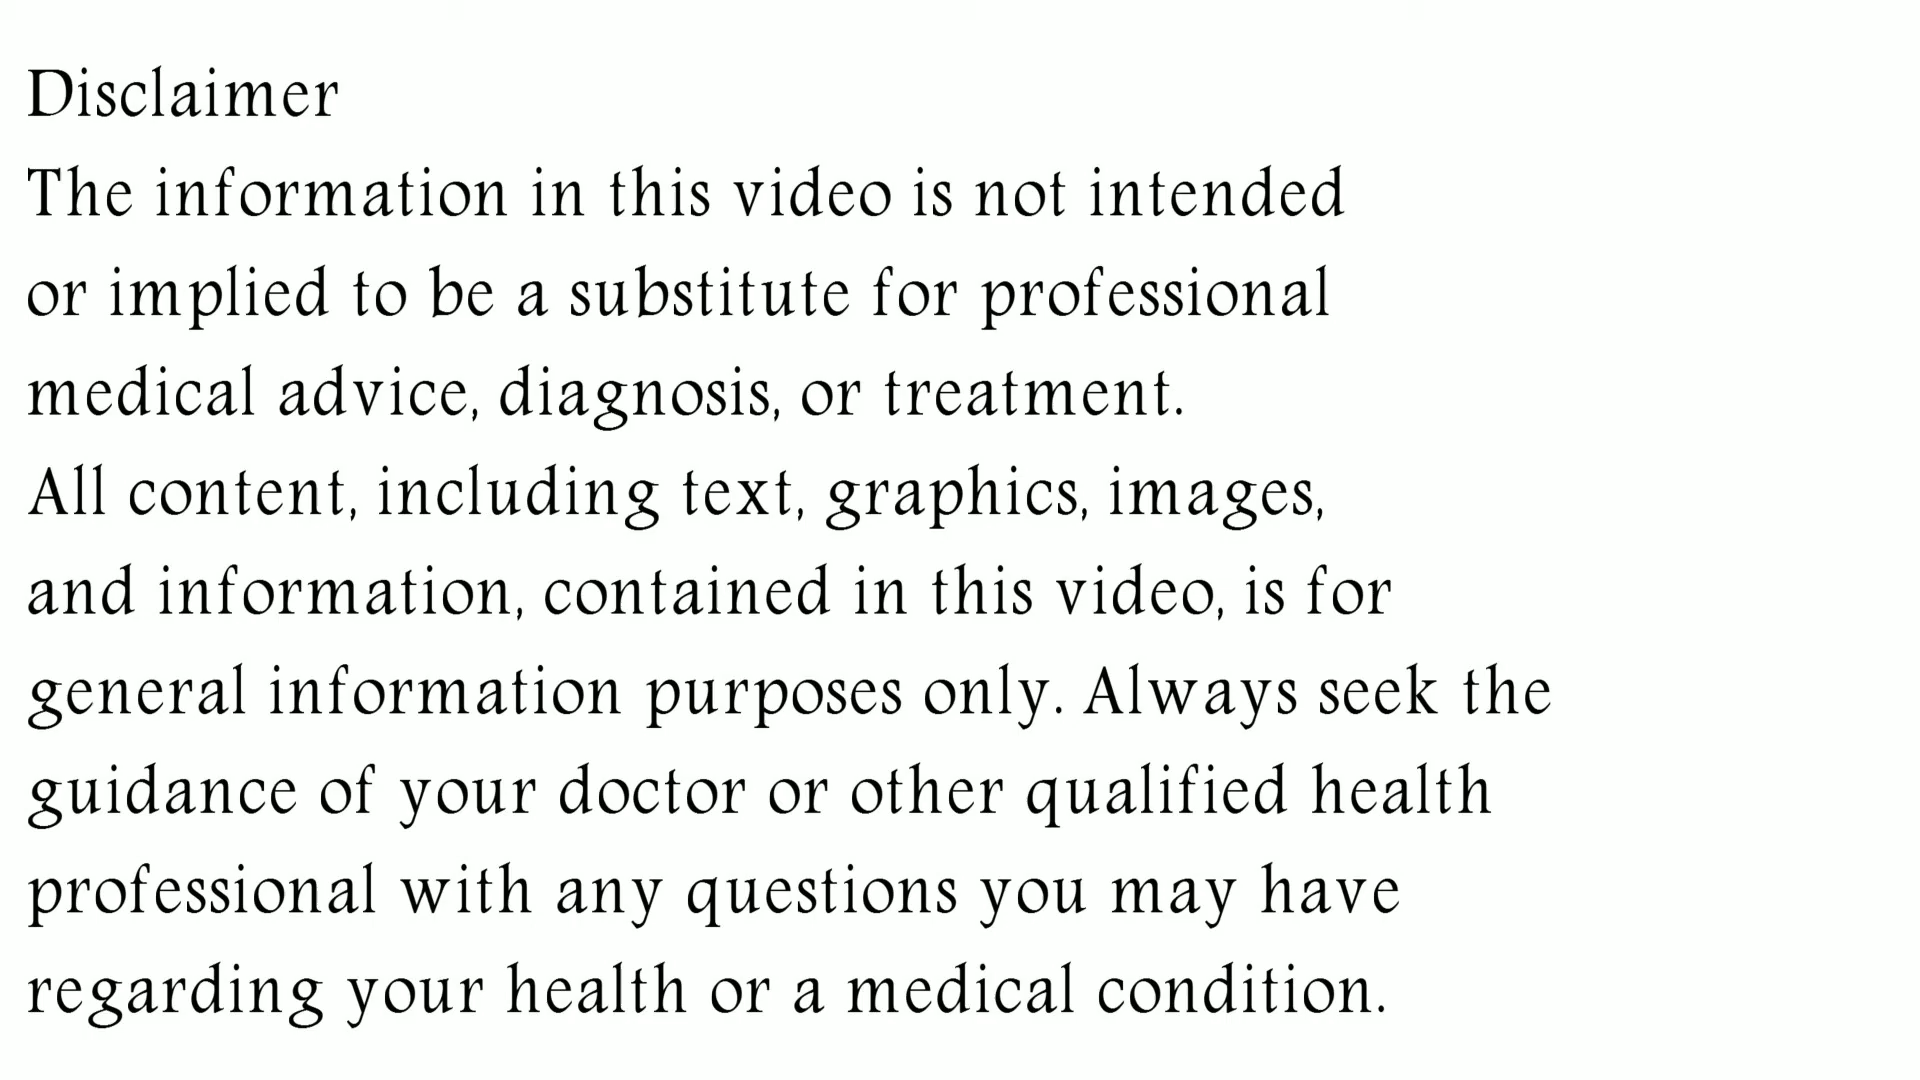 Disclaimer
The information in this video is not intended
or implied to be a substitute for professional
medical advice, diagnosis, or treatment.
All content, including text, graphics, images,
and information, contained in this video, is for
general information purposes only. Always seek the
guidance of your doctor or other qualified health
professional with any questions you may have
regarding your health or a medical condition.